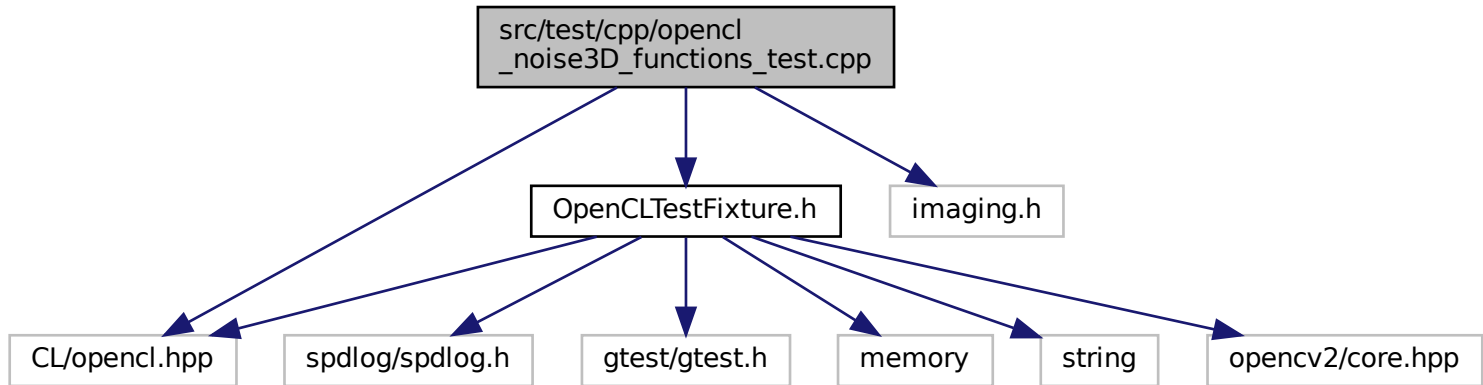 src/test/cpp/opencl
_noise3D_functions_test.cpp
OpenCLTestFixture.h
imaging.h
CL/opencl.hpp
spdlog/spdlog.h
gtest/gtest.h
memory
string
opencv2/core.hpp